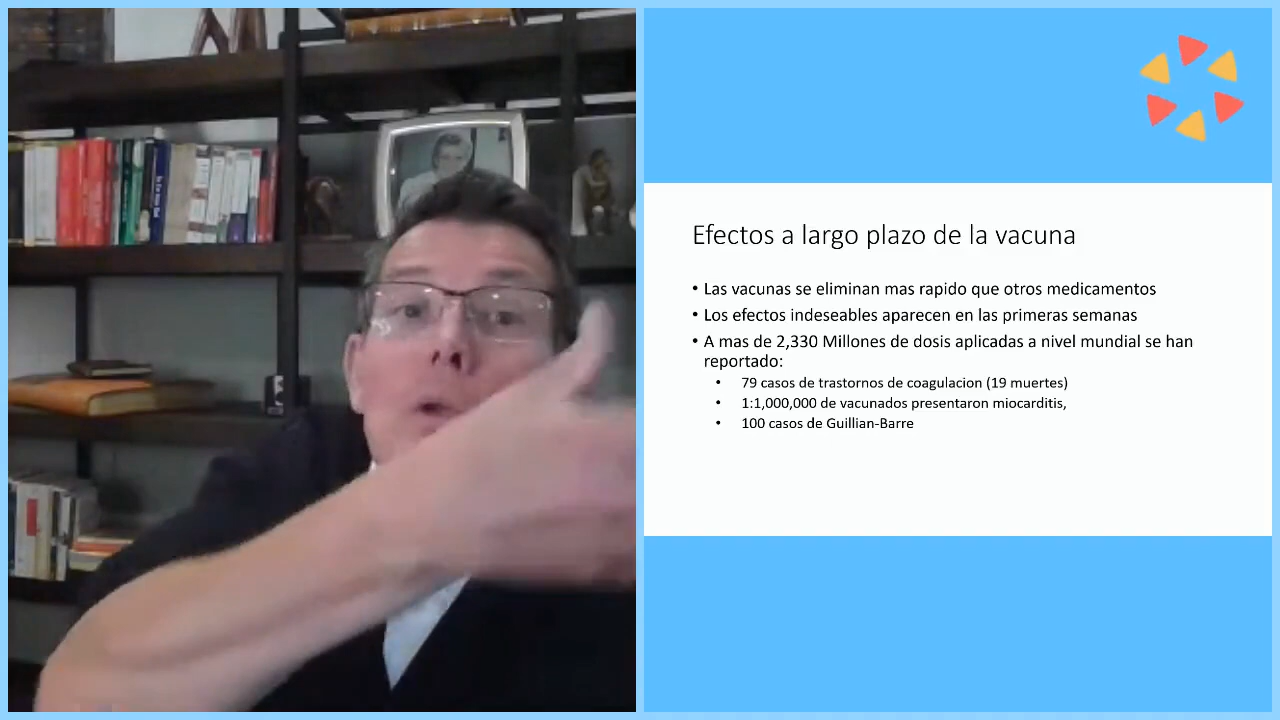 Efectos a largo plazo de la vacuna
• Las vacunas se eliminan mas rapido que otros medicamentos
• Los efectos indeseables aparecen en las primeras semanas
• A mas de 2,330 Millones de dosis aplicadas a nivel mundial se han
reportado:
• 79 casos de trastornos de coagulacion (19 muertes)
• 1:1,000,000 de vacunados presentaron miocarditis,
• 100 casos de Guillian-Barre